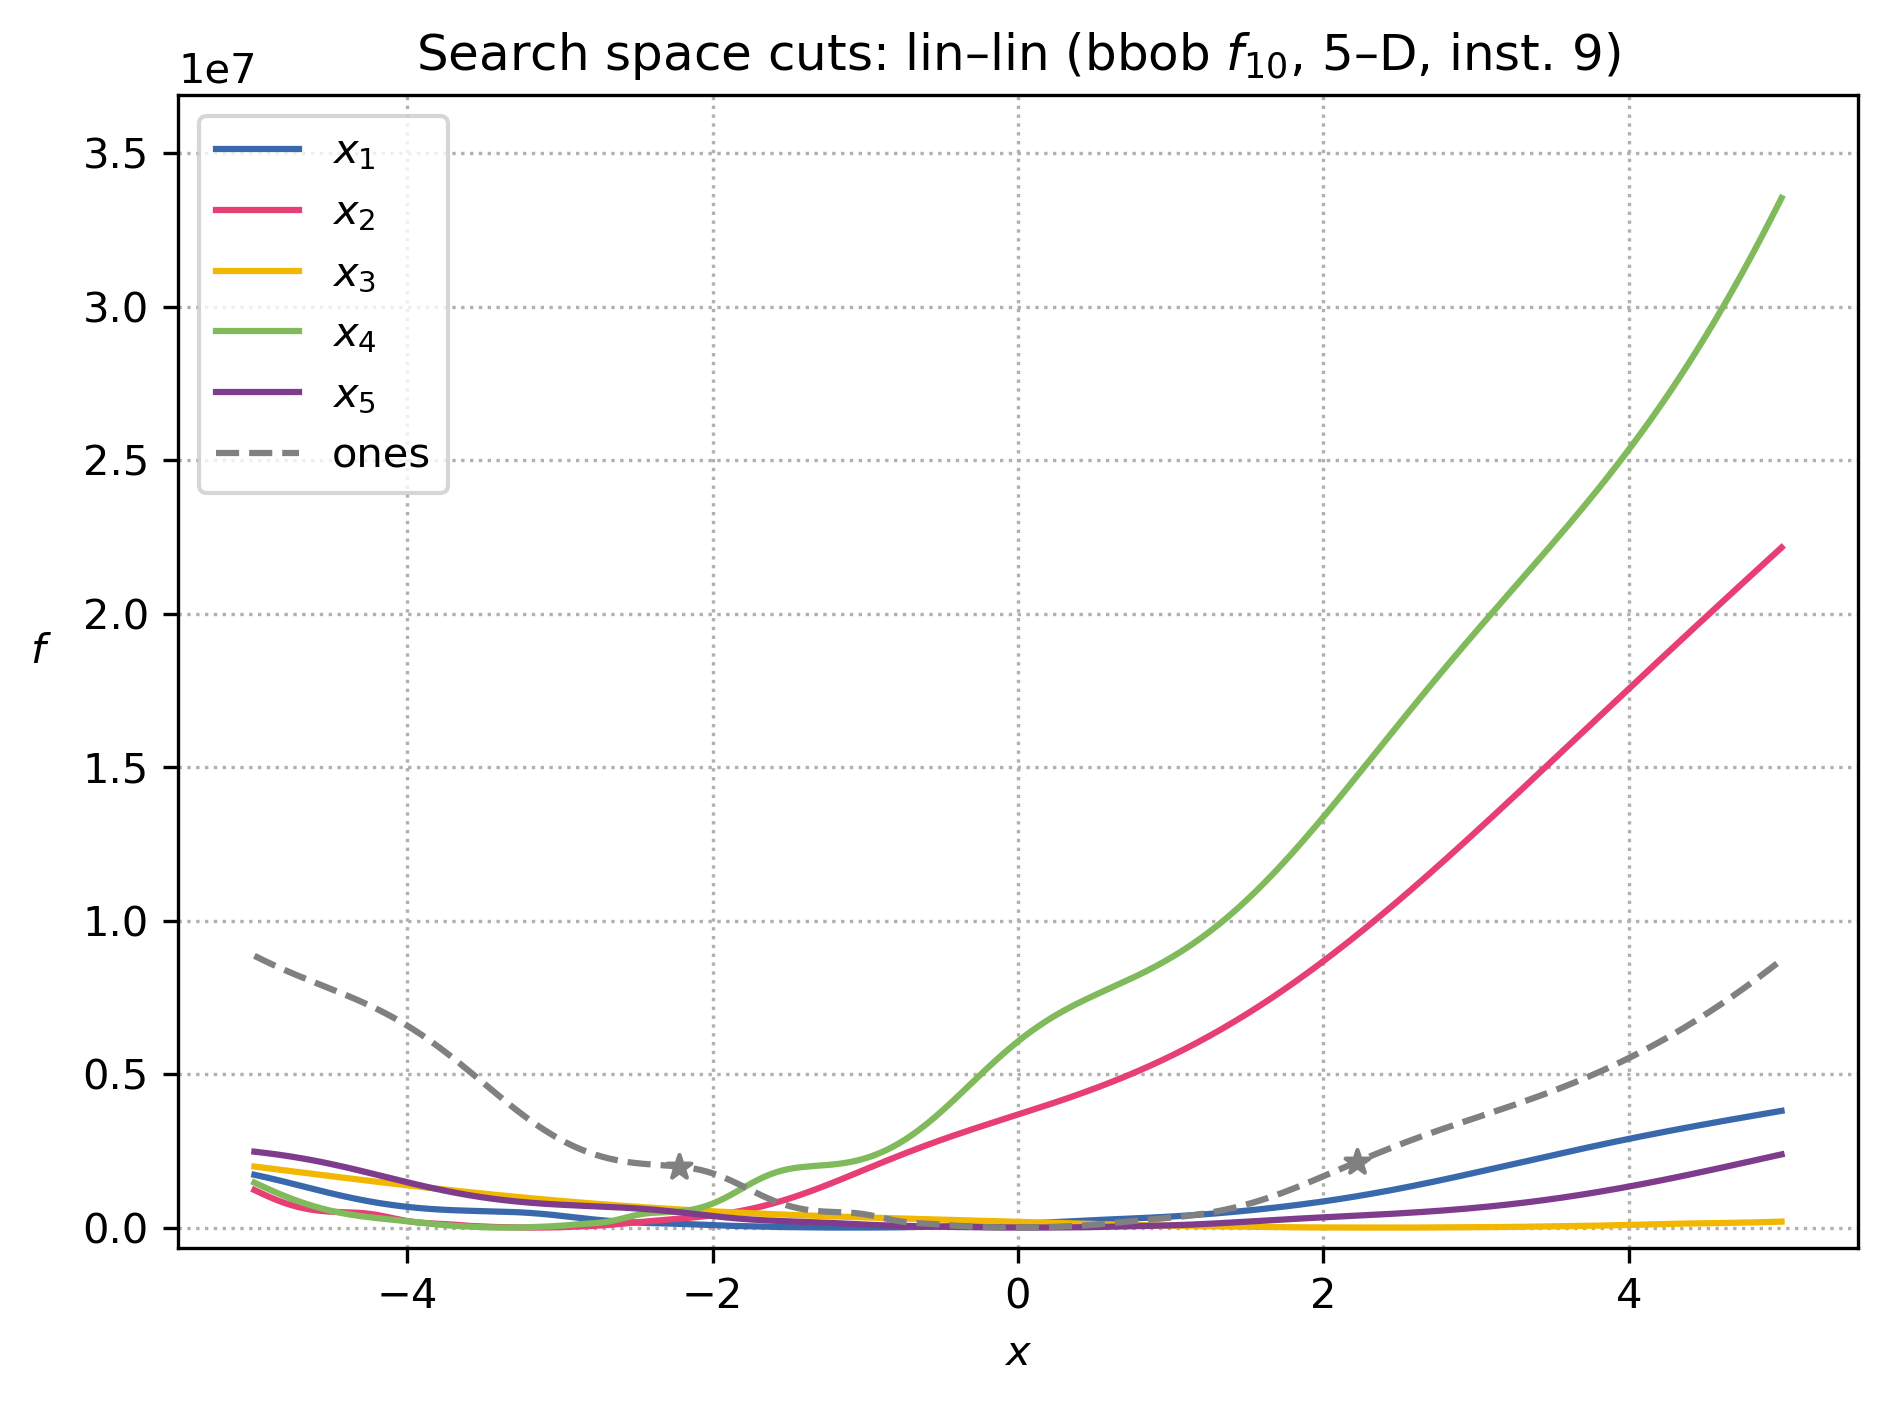 Search space cuts: lin–lin (bbob f10, 5–D, inst. 9)
1e7
3.5
3.0
2.5
2.0
1.5
1.0
0.5
0.0
f
x1
x2
x3
x4
x5
ones
−4 −2 0 2 4
x